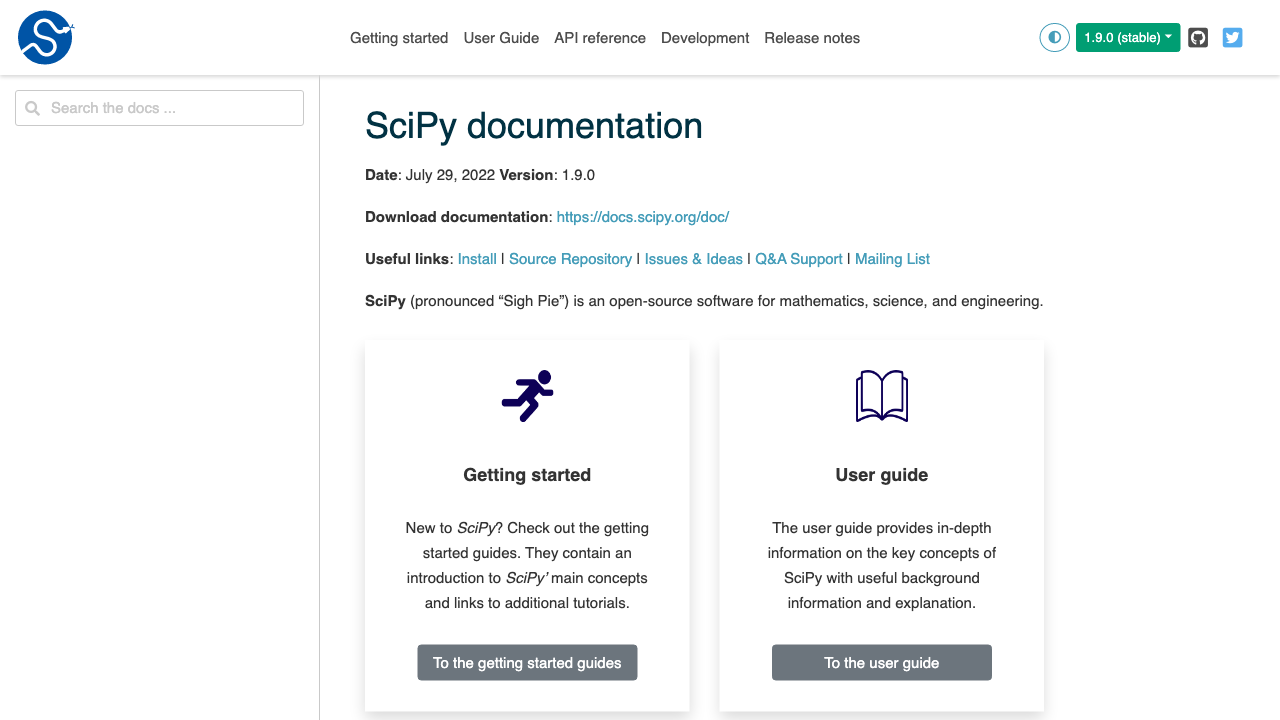 Getting started User Guide API reference Development Release notes
1.9.0 (stable)
Search the docs ...
SciPy documentation
Date: July 29, 2022 Version: 1.9.0
Download documentation: https://docs.scipy.org/doc/
Useful links: Install | Source Repository | Issues & Ideas | Q&A Support | Mailing List
SciPy (pronounced “Sigh Pie”) is an open-source software for mathematics, science, and engineering.
Getting started
New to SciPy? Check out the getting
started guides. They contain an
introduction to SciPy’ main concepts
and links to additional tutorials.
To the getting started guides
User guide
The user guide provides in-depth
information on the key concepts of
SciPy with useful background
information and explanation.
To the user guide